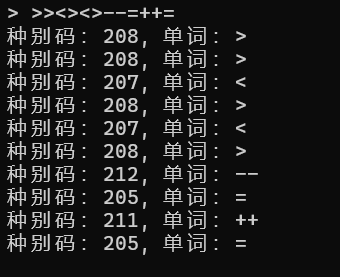 > >><><>--=++=
种别码: 208, 单词: >
种别码: 208, 单词: >
种别码: 207, 单词: <
种别码: 208, 单词: >
种别码: 207, 单词: <
种别码: 208, 单词: >
种别码: 212, 单词: --
种别码: 205, 单词: =
种别码: 211, 单词: ++
种别码: 205, 单词: =